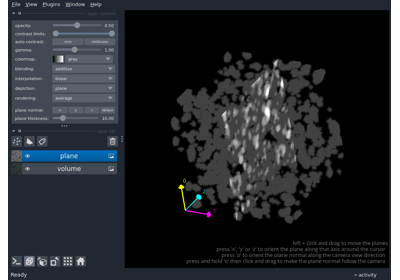 File View Plugins Window Help
opacity: 0.50
contrast limits:
auto-contrast: once continuous
gamma: 1.00
colormap: gray
blending: additive
interpolation: linear
depiction: plane
rendering: average
plane normal: x y z
plane thickness: 10.00
plane
volume
0
2
hift + click and drag to move the planes
press 'x', 'y' or 'z' to orient the plane along that axis around the cursor
press 'o' to orient the plane normal along the camera view direction
press and hold 'o' then click and drag to make the plane normal follow the camera
Ready
activity